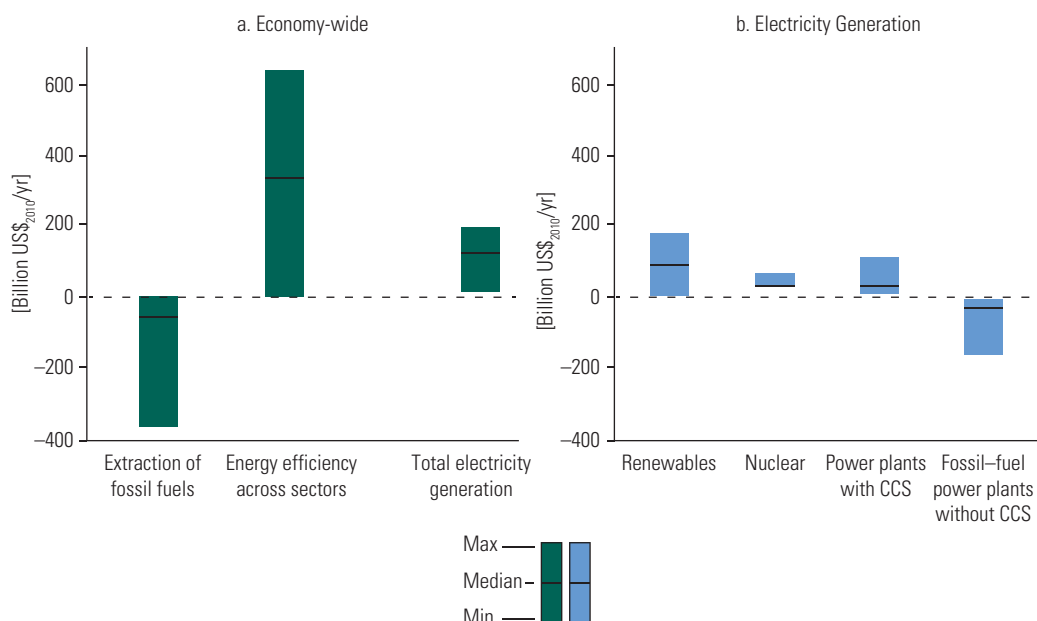 a. Economy-wide
[Billion US$2010/yr]
600
400
200
0
–200
–400
Extraction of
fossil fuels
Energy efficiency
across sectors
Total electricity
generation
b. Electricity Generation
[Billion US$2010/yr]
600
400
200
0
–200
–400
Renewables
Nuclear
Power plants
with CCS
Fossil–fuel
power plants
without CCS
Max
Median
Min